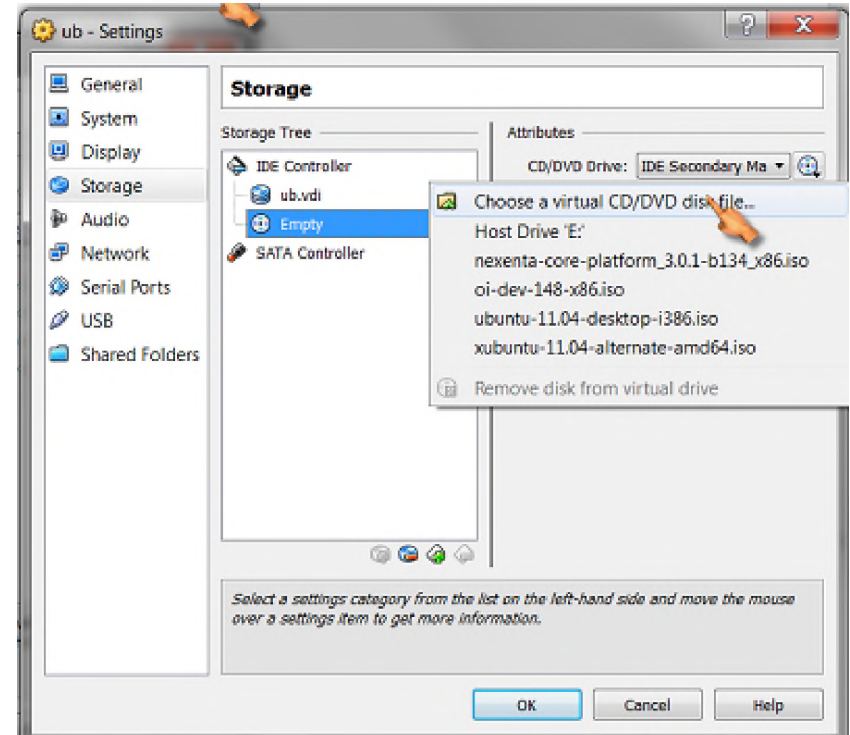 ub - Settings
General
System
Display
Storage
Audio
Network
Serial Ports
USB
Shared Folders
Storage
Storage Tree
IDE Controller
ub.vdi
Empty
SATA Controller
Attributes
CD/DVD Drive: IDE Secondary Ma
Choose a virtual CD/DVD disk file...
Host Drive 'E:'
nexenta-core-platform_3.0.1-b134_x86.iso
oi-dev-148-x86.iso
ubuntu-11.04-desktop-i386.iso
xubuntu-11.04-alternate-amd64.iso
Remove disk from virtual drive
Select a settings category from the list on the left-hand side and move the mouse
over a settings item to get more information.
OK Cancel Help